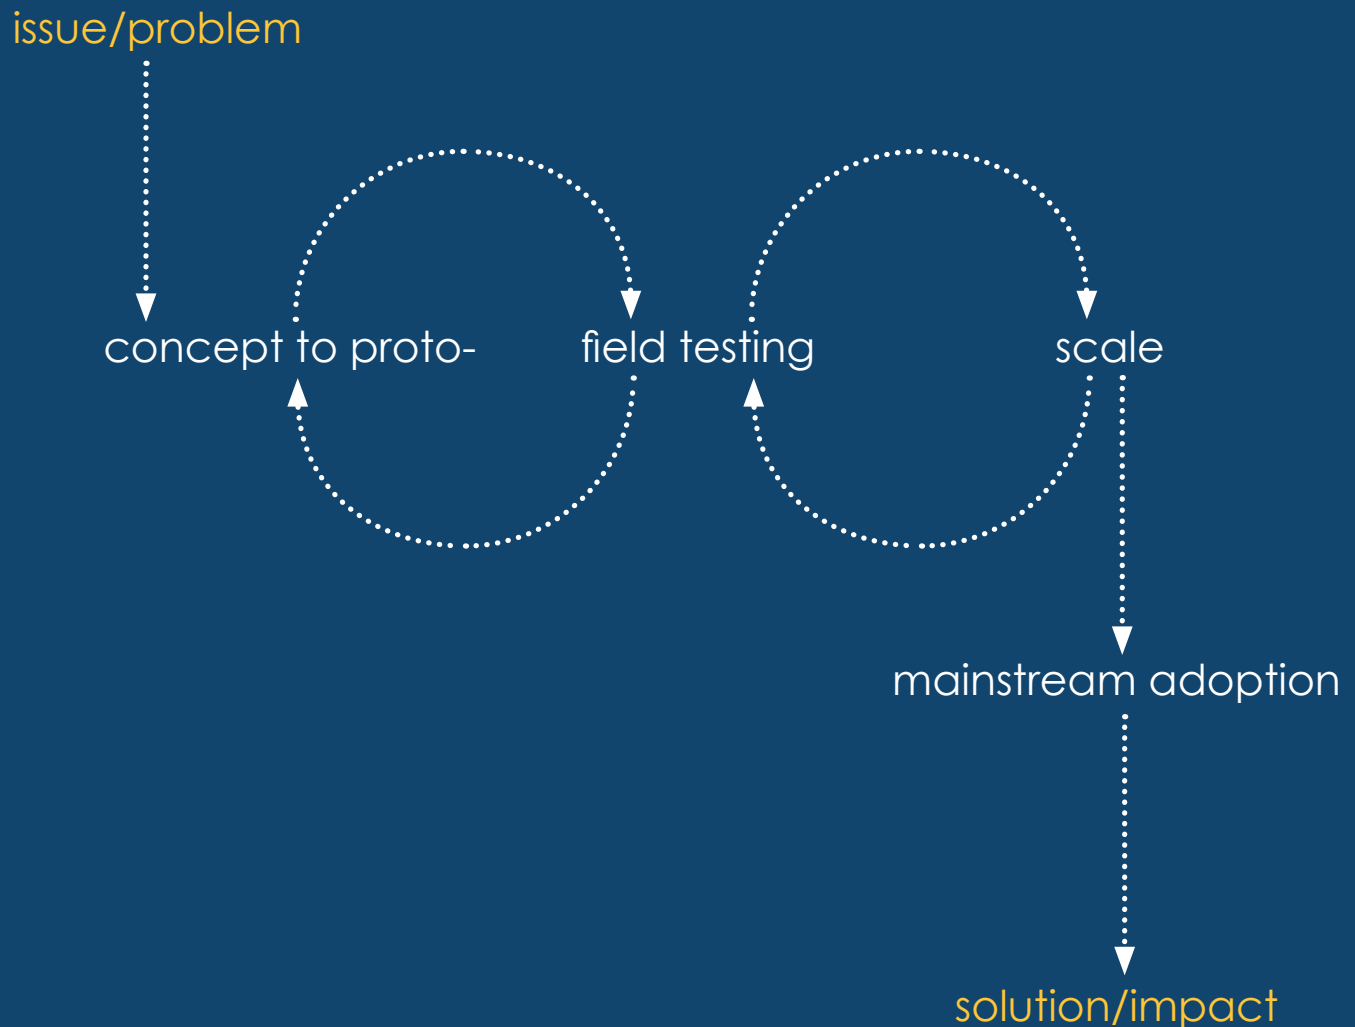 issue/problem
concept to proto-
field testing
scale
mainstream adoption
solution/impact